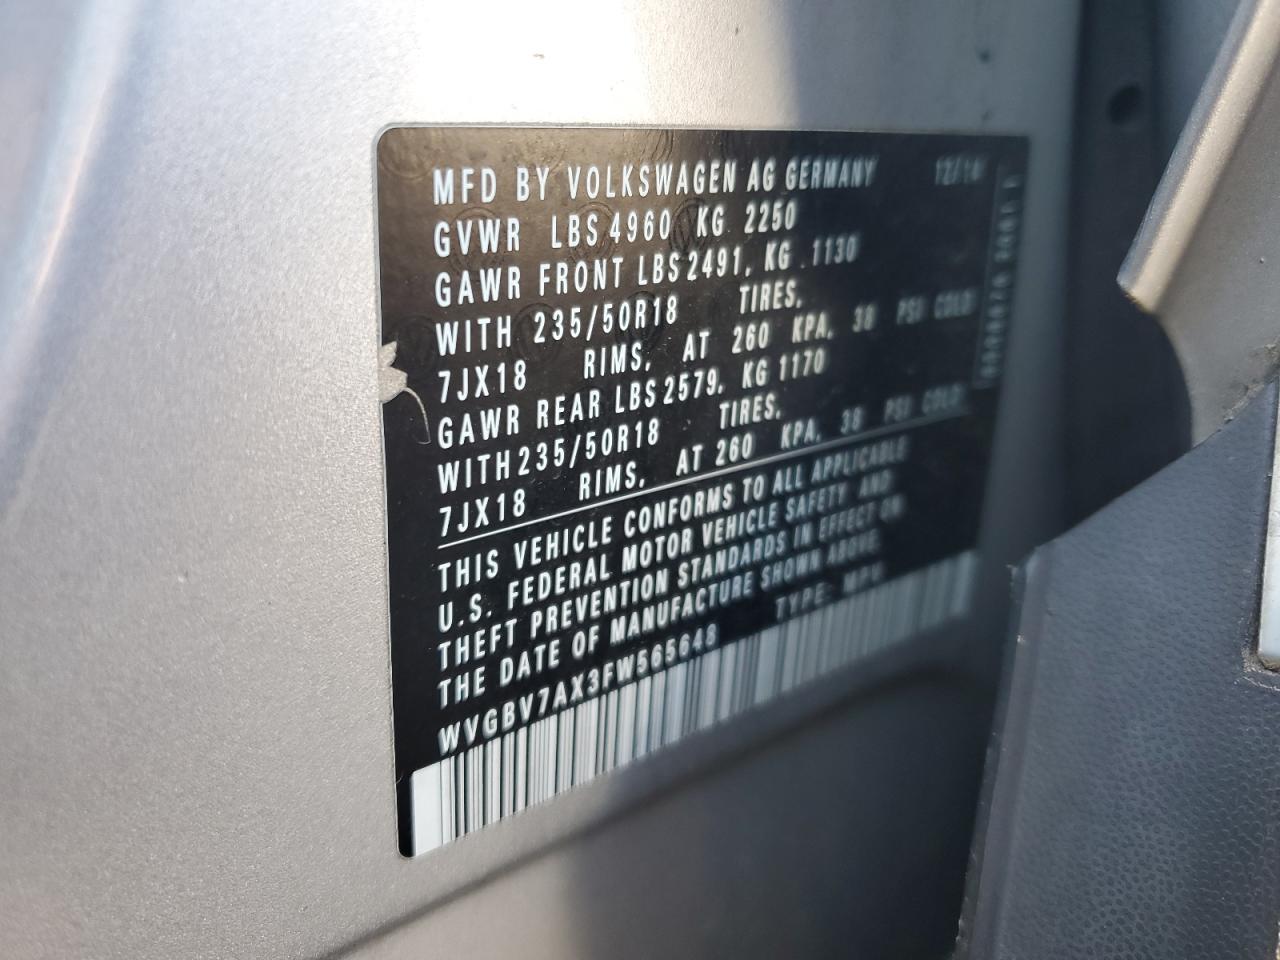 MFD BY VOLKSWAGEN AG GERMANY 12/14
GVWR LBS 4960 KG 2250
GAWR FRONT LBS 2491, KG 1130
WITH 235/50R18 TIRES,
7JX18 RIMS, AT 260 KPA, 38 PSI COLD
GAWR REAR LBS 2579, KG 1170
WITH 235/50R18 TIRES,
7JX18 RIMS, AT 260 KPA, 38 PSI COLD
THIS VEHICLE CONFORMS TO ALL APPLICABLE
U.S. FEDERAL MOTOR VEHICLE SAFETY AND
THEFT PREVENTION STANDARDS IN EFFECT ON
THE DATE OF MANUFACTURE SHOWN ABOVE
WVGBV7AX3FW565648 TYPE: MPV